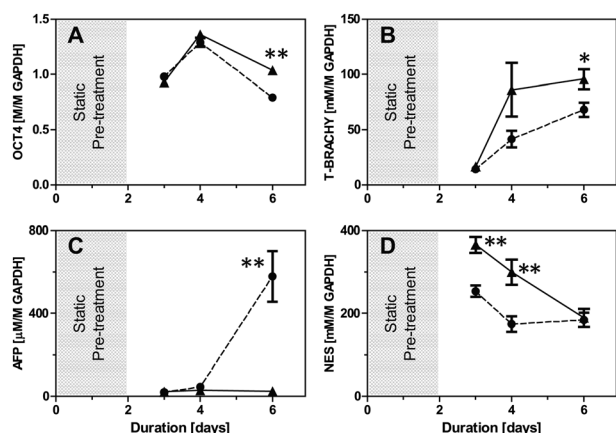 A
OCT4 [M/M GAPDH]
1.5
1.0
0.5
0.0
Static
Pre-treatment
**
0 2 4 6
B
T-BRACHY [mM/M GAPDH]
150
100
50
0
Static
Pre-treatment
*
0 2 4 6
C
AFP [µM/M GAPDH]
800
400
0
Static
Pre-treatment
**
0 2 4 6
Duration [days]
D
NES [mM/M GAPDH]
400
200
0
Static
Pre-treatment
**
**
0 2 4 6
Duration [days]